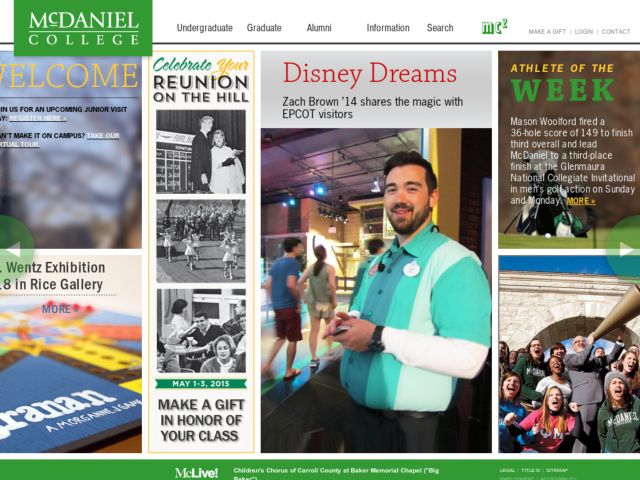 McDANIEL
COLLEGE
Undergraduate
Graduate
Alumni
Information
Search
mc²
MAKE A GIFT | LOGIN | CONTACT
WELCOME
US FOR AN UPCOMING JUNIOR VISIT
REGISTER HERE »
MAKE IT ON CAMPUS? TAKE OUR
TOUR.
Wentz Exhibition
in Rice Gallery
MORE »
A MORGANNE J GAME
Celebrate Your
REUNION
ON THE HILL
MAY 1-3, 2015
MAKE A GIFT
IN HONOR OF
YOUR CLASS
Disney Dreams
Zach Brown '14 shares the magic with
EPCOT visitors
ATHLETE OF THE
WEEK
Mason Woolford fired a
36-hole score of 149 to finish
third overall and lead
McDaniel to a third-place
finish at the Glenmaura
National Collegiate Invitational
in men's golf action on Sunday
and Monday. MORE »
McLive!
Children's Chorus of Carroll County at Baker Memorial Chapel ("Big
Baker")
LEGAL | TITLE IX | SITEMAP
EMPLOYMENT | ACCESSIBILITY